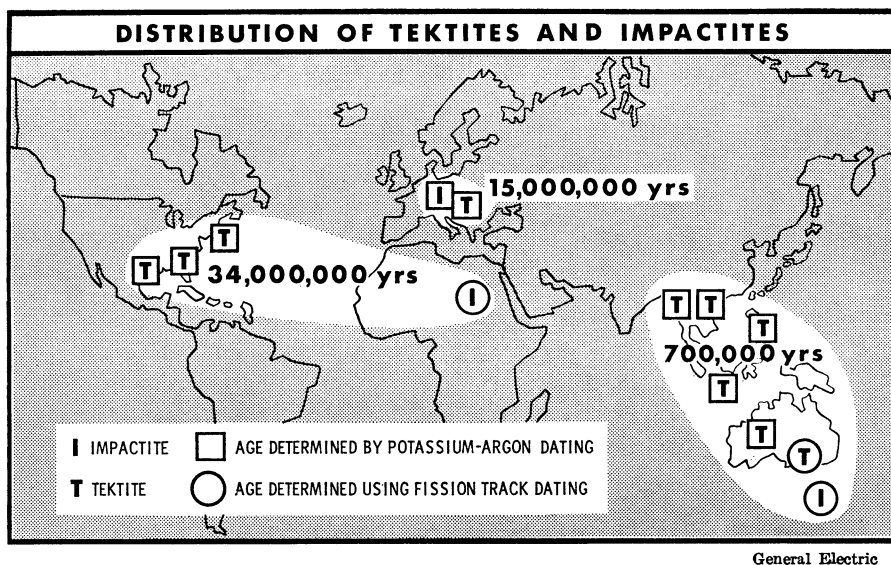 DISTRIBUTION OF TEKTITES AND IMPACTITES
I
T
15,000,000 yrs
T
T
T
34,000,000 yrs
I
T
T
T
700,000 yrs
T
T
T
I
I IMPACTITE
AGE DETERMINED BY POTASSIUM-ARGON DATING
T TEKTITE
AGE DETERMINED USING FISSION TRACK DATING
General Electric